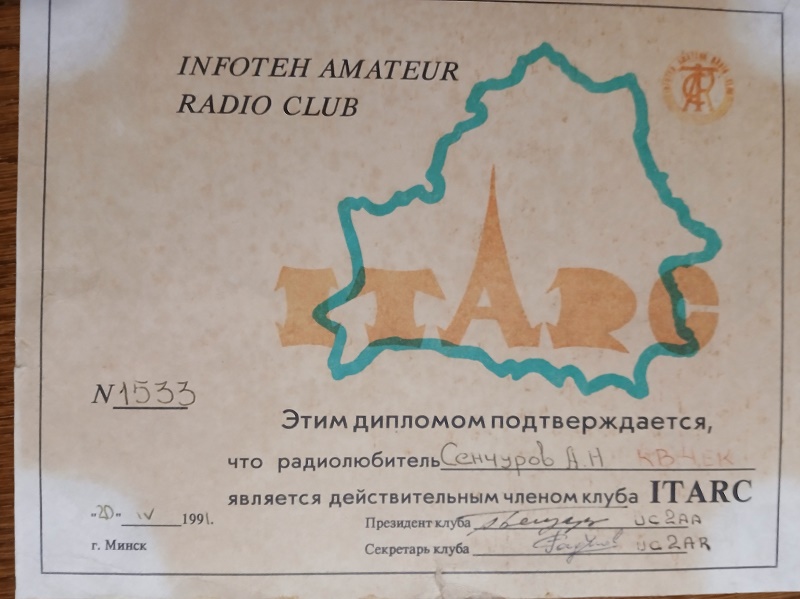 INFOTEH AMATEUR
RADIO CLUB
ITARC
N 1533
Этим дипломом подтверждается,
что радиолюбитель Сенчуров А.Н
является действительным членом клуба ITARC
"20" IV 1991.
Президент клуба UC2AA
г. Минск
Секретарь клуба UC2AR